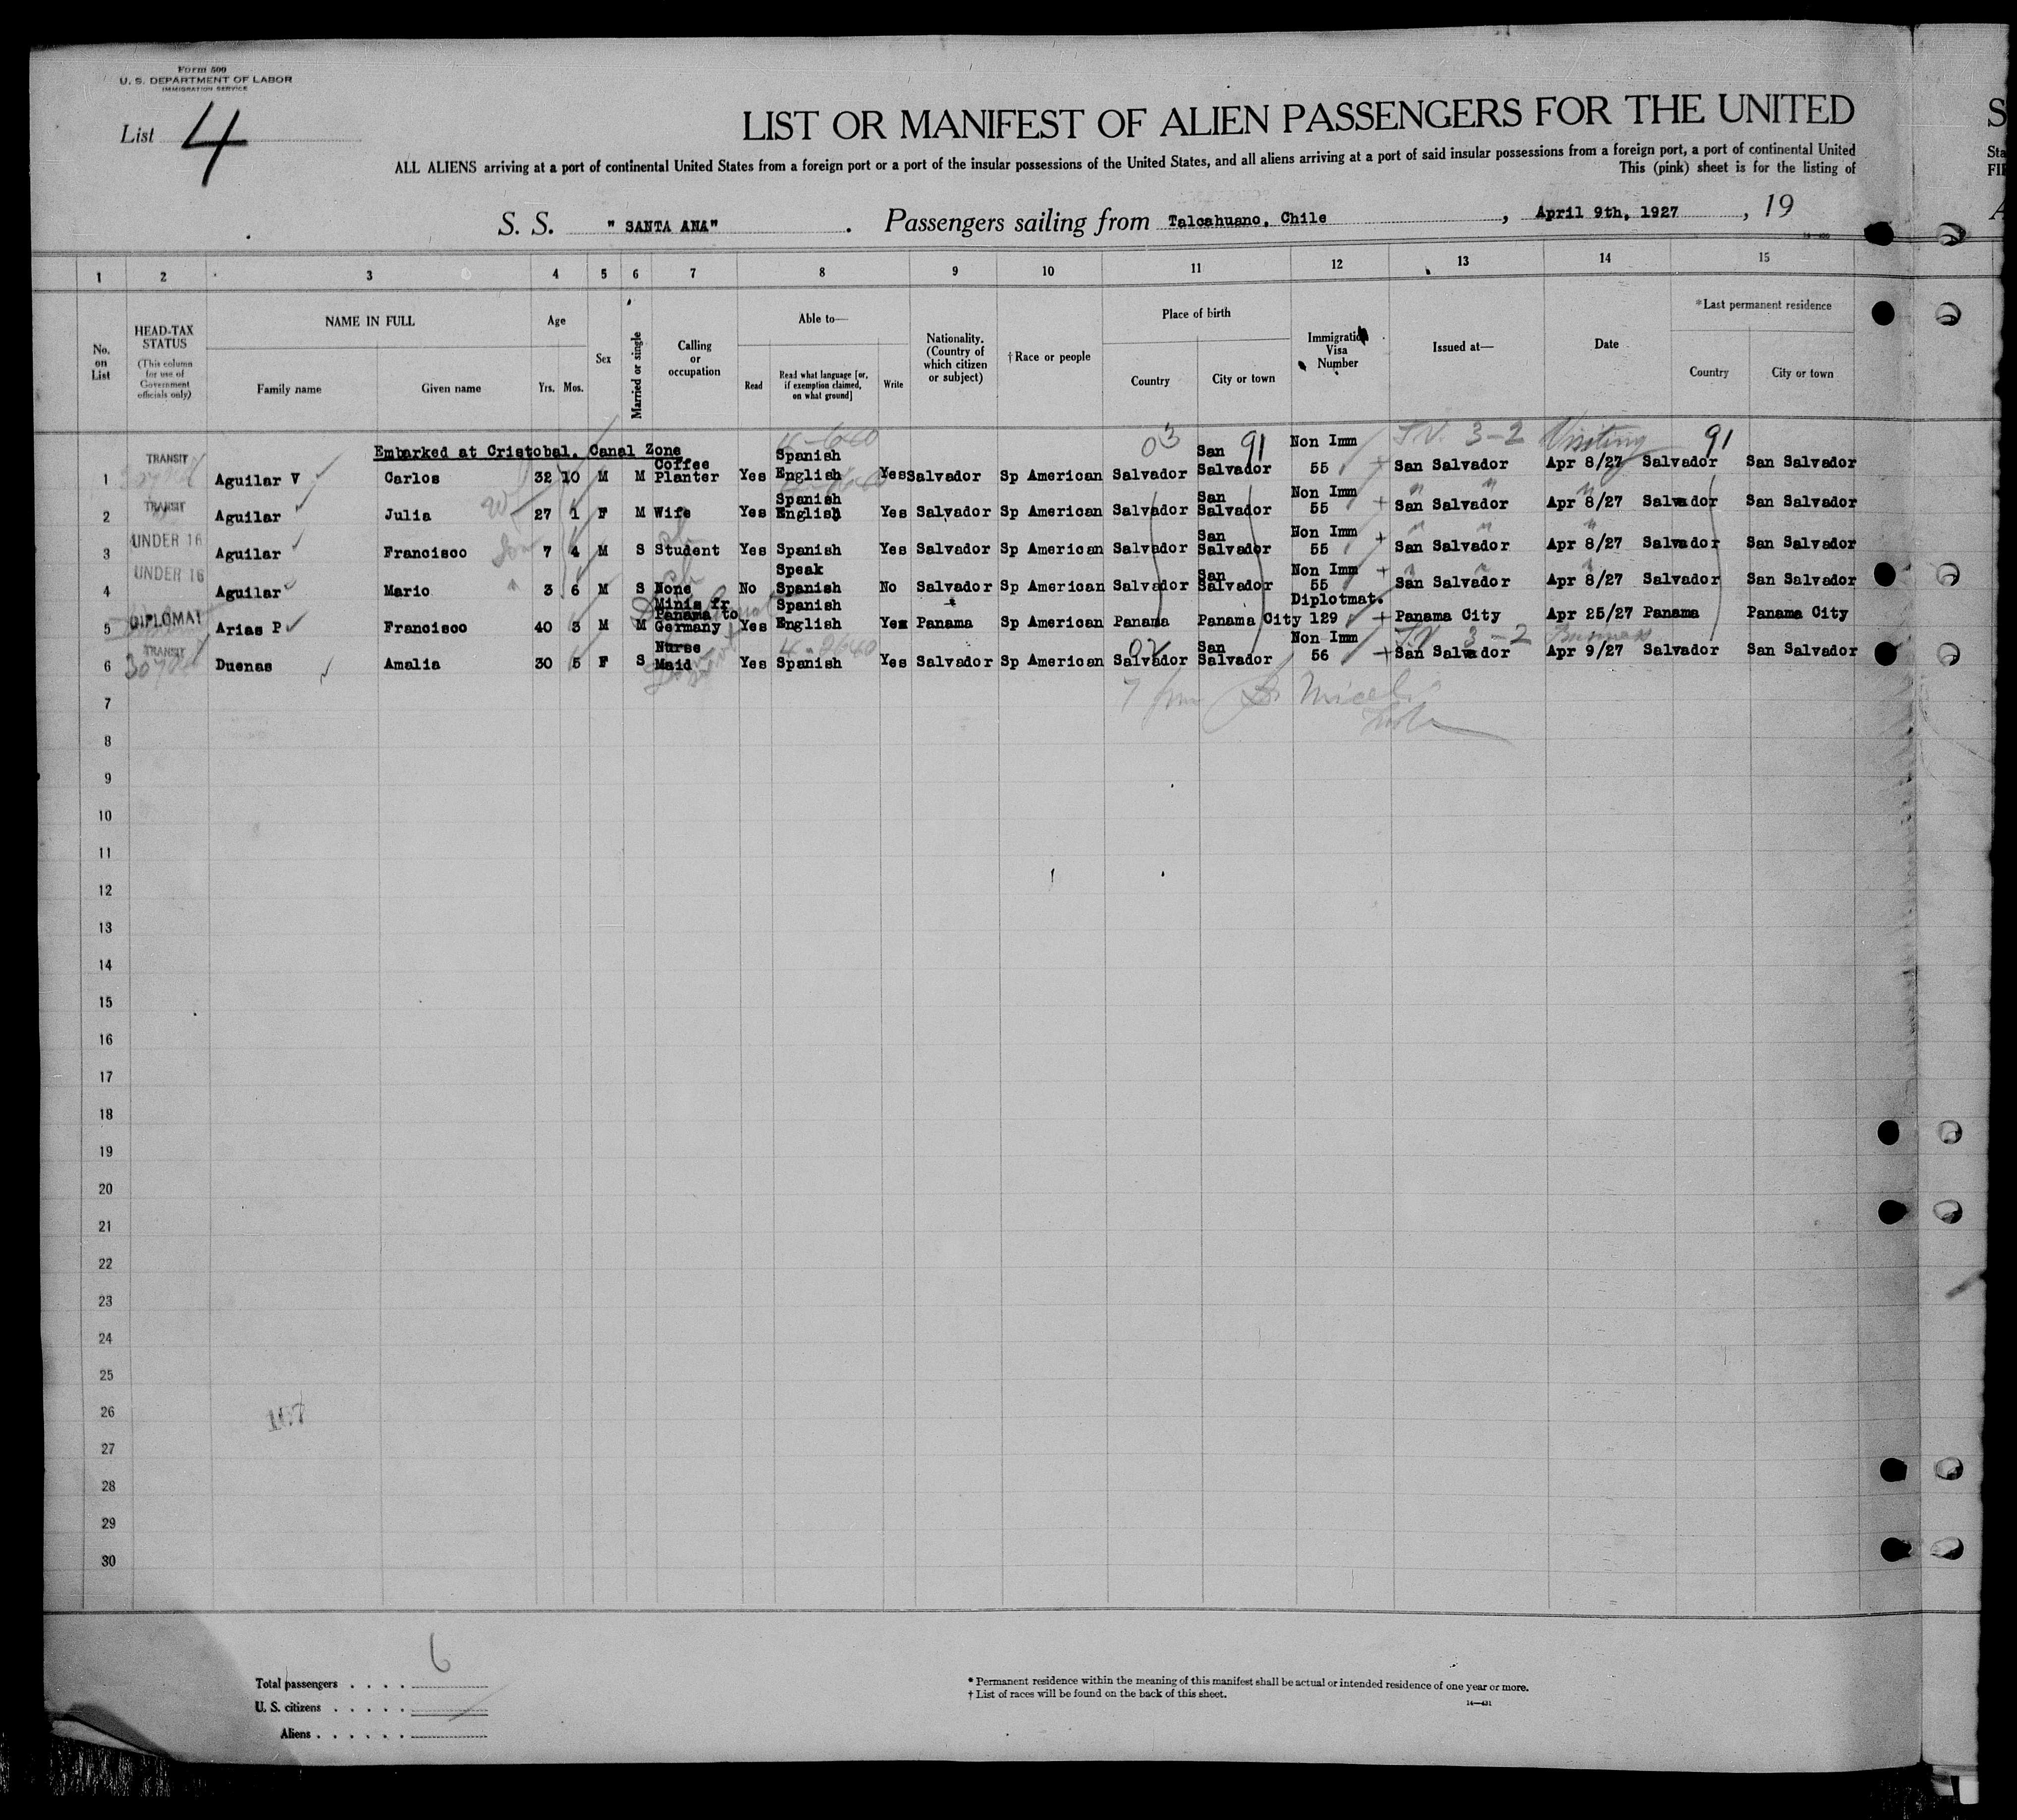 Form 500
U. S. DEPARTMENT OF LABOR
IMMIGRATION SERVICE
List 4
LIST OR MANIFEST OF ALIEN PASSENGERS FOR THE UNITED
S
ALL ALIENS arriving at a port of continental United States from a foreign port or a port of the insular possessions of the United States, and all aliens arriving at a port of said insular possessions from a foreign port, a port of continental United
Sta
This (pink) sheet is for the listing of
S. S. " SANTA ANA" . Passengers sailing from Talcahuano, Chile , April 9th, 1927 , 19
1 2 3 4 5 6 7 8 9 10 11 12 13 14 15
No. on List
HEAD-TAX STATUS
(This column for use of Government officials only)
NAME IN FULL
Family name
Given name
Age
Yrs. Mos.
Sex
Married or single
Calling or occupation
Able to—
Read
Read what language [or, if exemption claimed, on what ground]
Write
Nationality. (Country of which citizen or subject)
†Race or people
Place of birth
Country
City or town
Immigration Visa Number
Issued at—
Date
*Last permanent residence
Country
City or town
Embarked at Cristobal, Canal Zone
03 91 3-2 Visiting 91
1 TRANSIT Aguilar V Carlos 32 10 M M Coffee Planter Yes Spanish English Yes Salvador Sp American Salvador San Salvador Non Imm 55 San Salvador Apr 8/27 Salvador San Salvador
2 TRANSIT Aguilar Julia 27 1 F M Wife Yes Spanish English Yes Salvador Sp American Salvador San Salvador Non Imm 55 San Salvador Apr 8/27 Salvador San Salvador
3 UNDER 16 Aguilar Francisco 7 4 M S Student Yes Spanish Yes Salvador Sp American Salvador San Salvador Non Imm 55 San Salvador Apr 8/27 Salvador San Salvador
4 UNDER 16 Aguilar Mario 3 6 M S None No Speak Spanish No Salvador Sp American Salvador San Salvador Non Imm 55 San Salvador Apr 8/27 Salvador San Salvador
5 DIPLOMAT Arias P Francisco 40 3 M M Minis fr Panama to Germany Yes Spanish English Yes Panama Sp American Panama Panama City Diplotmat. 129 Panama City Apr 25/27 Panama Panama City
3-2 Business
6 TRANSIT Duenas Amalia 30 5 F S Nurse Maid Yes Spanish Yes Salvador Sp American Salvador San Salvador Non Imm 56 San Salvador Apr 9/27 Salvador San Salvador
7
8
9
10
11
12
13
14
15
16
17
18
19
20
21
22
23
24
25
26
27
28
29
30
Total passengers . . . . 6
U. S. citizens . . . . .
Aliens . . . . . .
* Permanent residence within the meaning of this manifest shall be actual or intended residence of one year or more.
† List of races will be found on the back of this sheet.
14—431